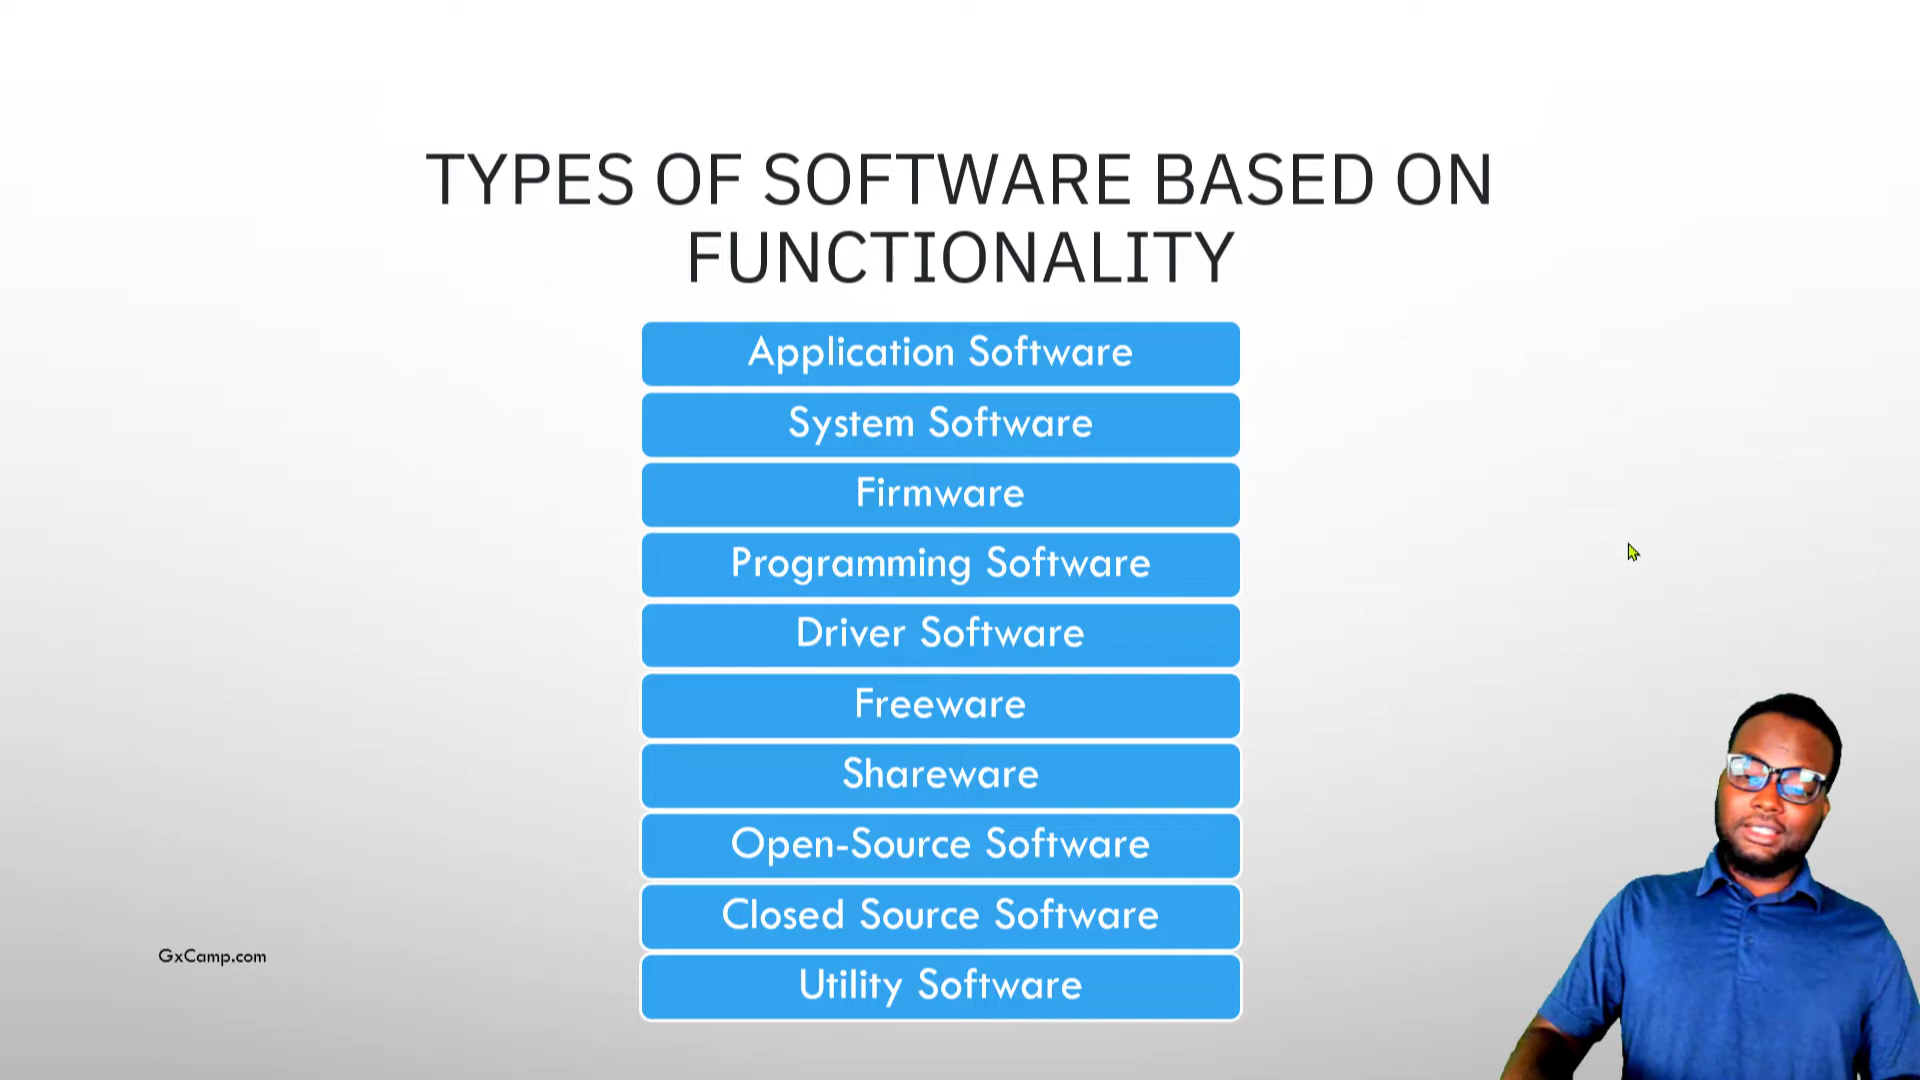 TYPES OF SOFTWARE BASED ON
FUNCTIONALITY
Application Software
System Software
Firmware
Programming Software
Driver Software
Freeware
Shareware
Open-Source Software
Closed Source Software
Utility Software
GxCamp.com